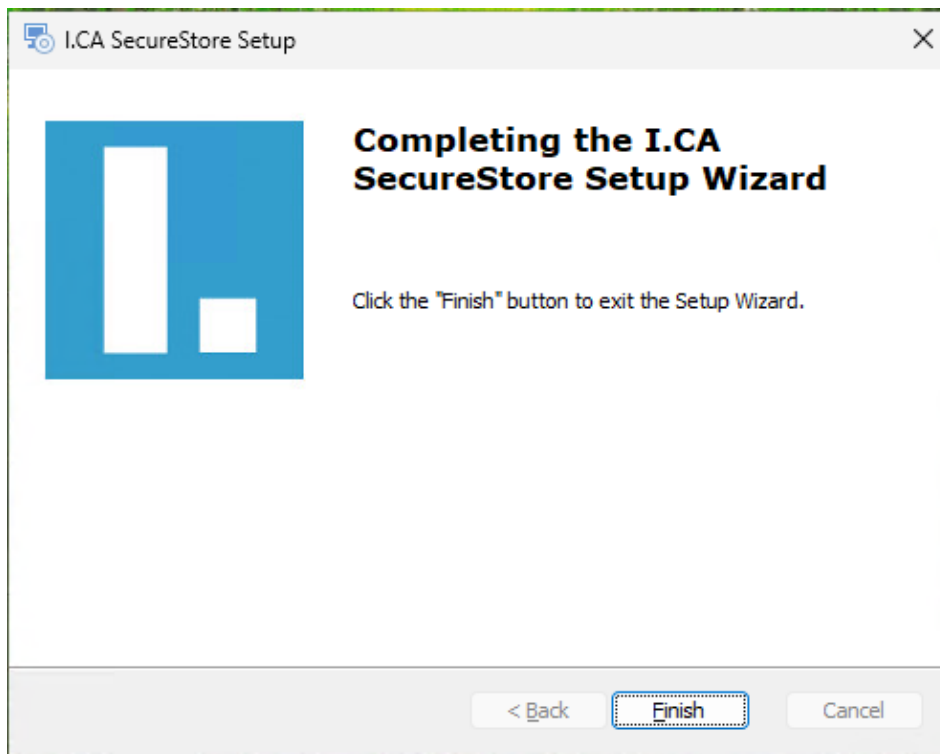 I.CA SecureStore Setup
Completing the I.CA
SecureStore Setup Wizard
Click the "Finish" button to exit the Setup Wizard.
< Back
Finish
Cancel